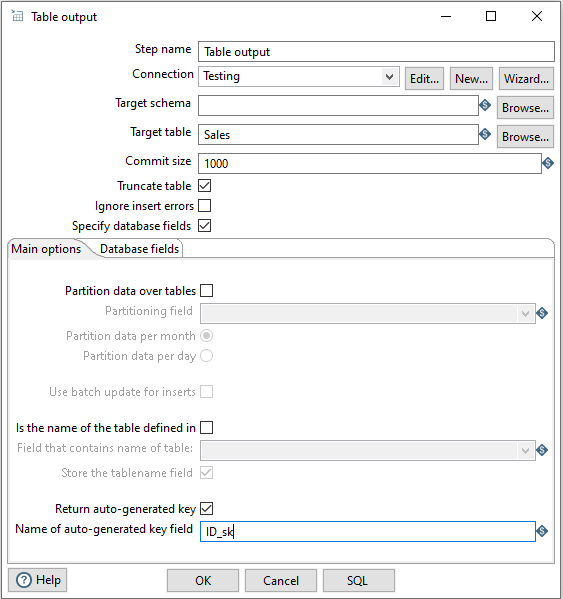 Table output
Step name Table output
Connection Testing Edit... New... Wizard...
Target schema Browse...
Target table Sales Browse...
Commit size 1000
Truncate table
Ignore insert errors
Specify database fields
Main options Database fields
Partition data over tables
Partitioning field
Partition data per month
Partition data per day
Use batch update for inserts
Is the name of the table defined in
Field that contains name of table:
Store the tablename field
Return auto-generated key
Name of auto-generated key field ID_sk
Help OK Cancel SQL